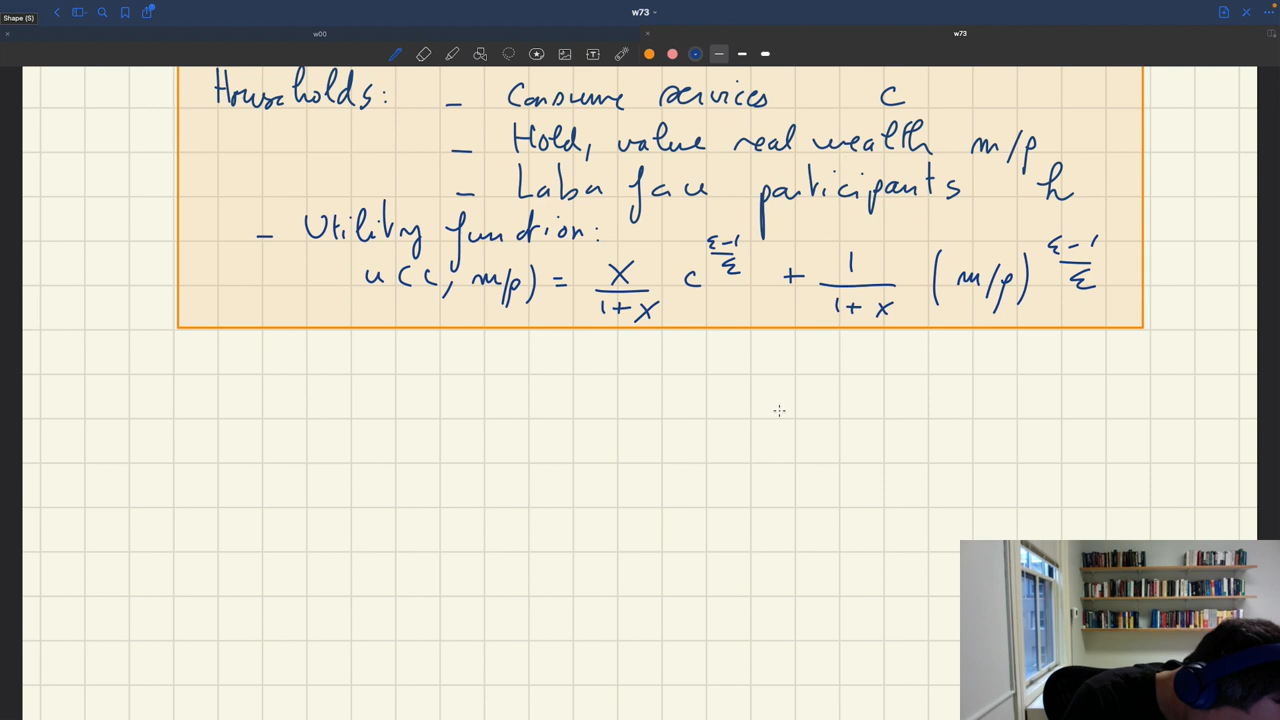 Shape (S)
w73
w00
w73
Households: – Consume services c
– Hold, value real wealth m/p
– Labor force participants h
– Utility function:
u(c, m/p) = χ/(1+χ) c^((ε−1)/ε) + 1/(1+χ) (m/p)^((ε−1)/ε)